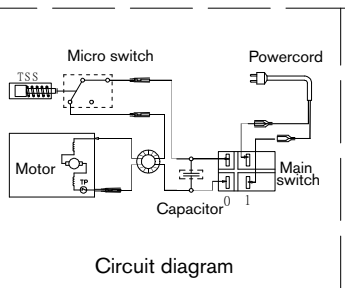 Micro switch
Powercord
TSS
Motor
TP
Main
switch
Capacitor
0 1
Circuit diagram